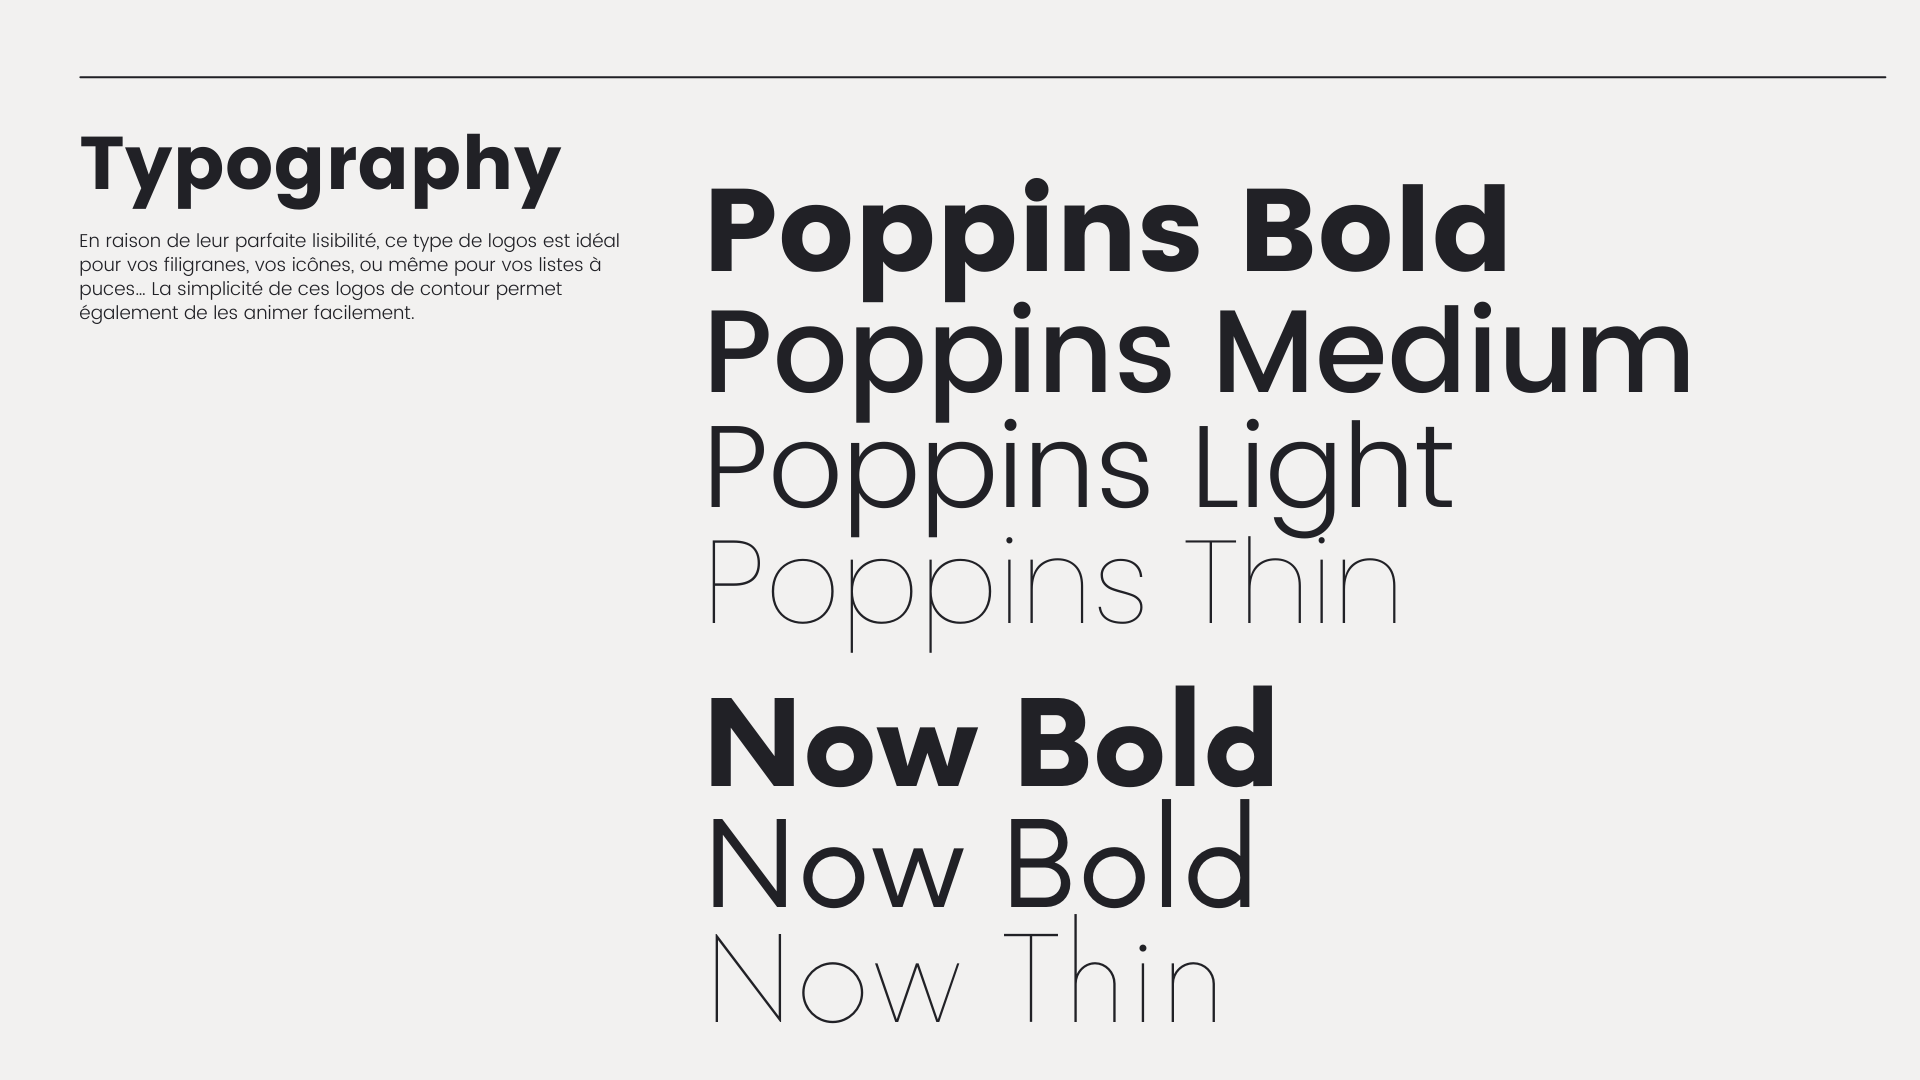 Typography
En raison de leur parfaite lisibilité, ce type de logos est idéal
pour vos filigranes, vos icônes, ou même pour vos listes à
puces... La simplicité de ces logos de contour permet
également de les animer facilement.
Poppins Bold
Poppins Medium
Poppins Light
Poppins Thin
Now Bold
Now Bold
Now Thin